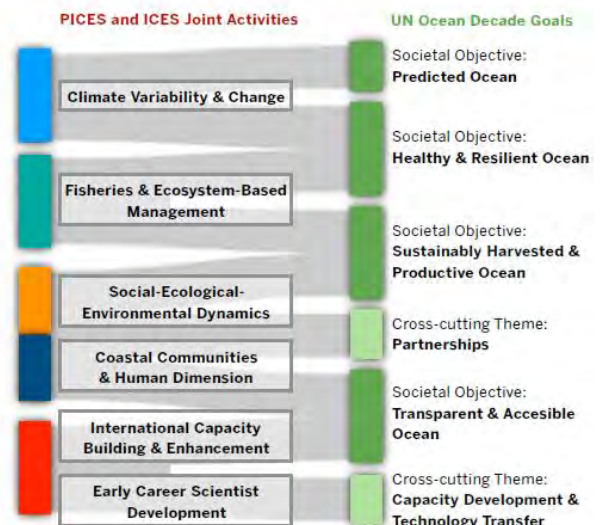 PICES and ICES Joint Activities
UN Ocean Decade Goals
Climate Variability & Change
Fisheries & Ecosystem-Based
Management
Social-Ecological-
Environmental Dynamics
Coastal Communities
& Human Dimension
International Capacity
Building & Enhancement
Early Career Scientist
Development
Societal Objective:
Predicted Ocean
Societal Objective:
Healthy & Resilient Ocean
Societal Objective:
Sustainably Harvested &
Productive Ocean
Cross-cutting Theme:
Partnerships
Societal Objective:
Transparent & Accesible
Ocean
Cross-cutting Theme:
Capacity Development &
Technology Transfer